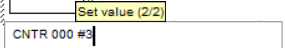 Set value (2/2)
CNTR 000 #3